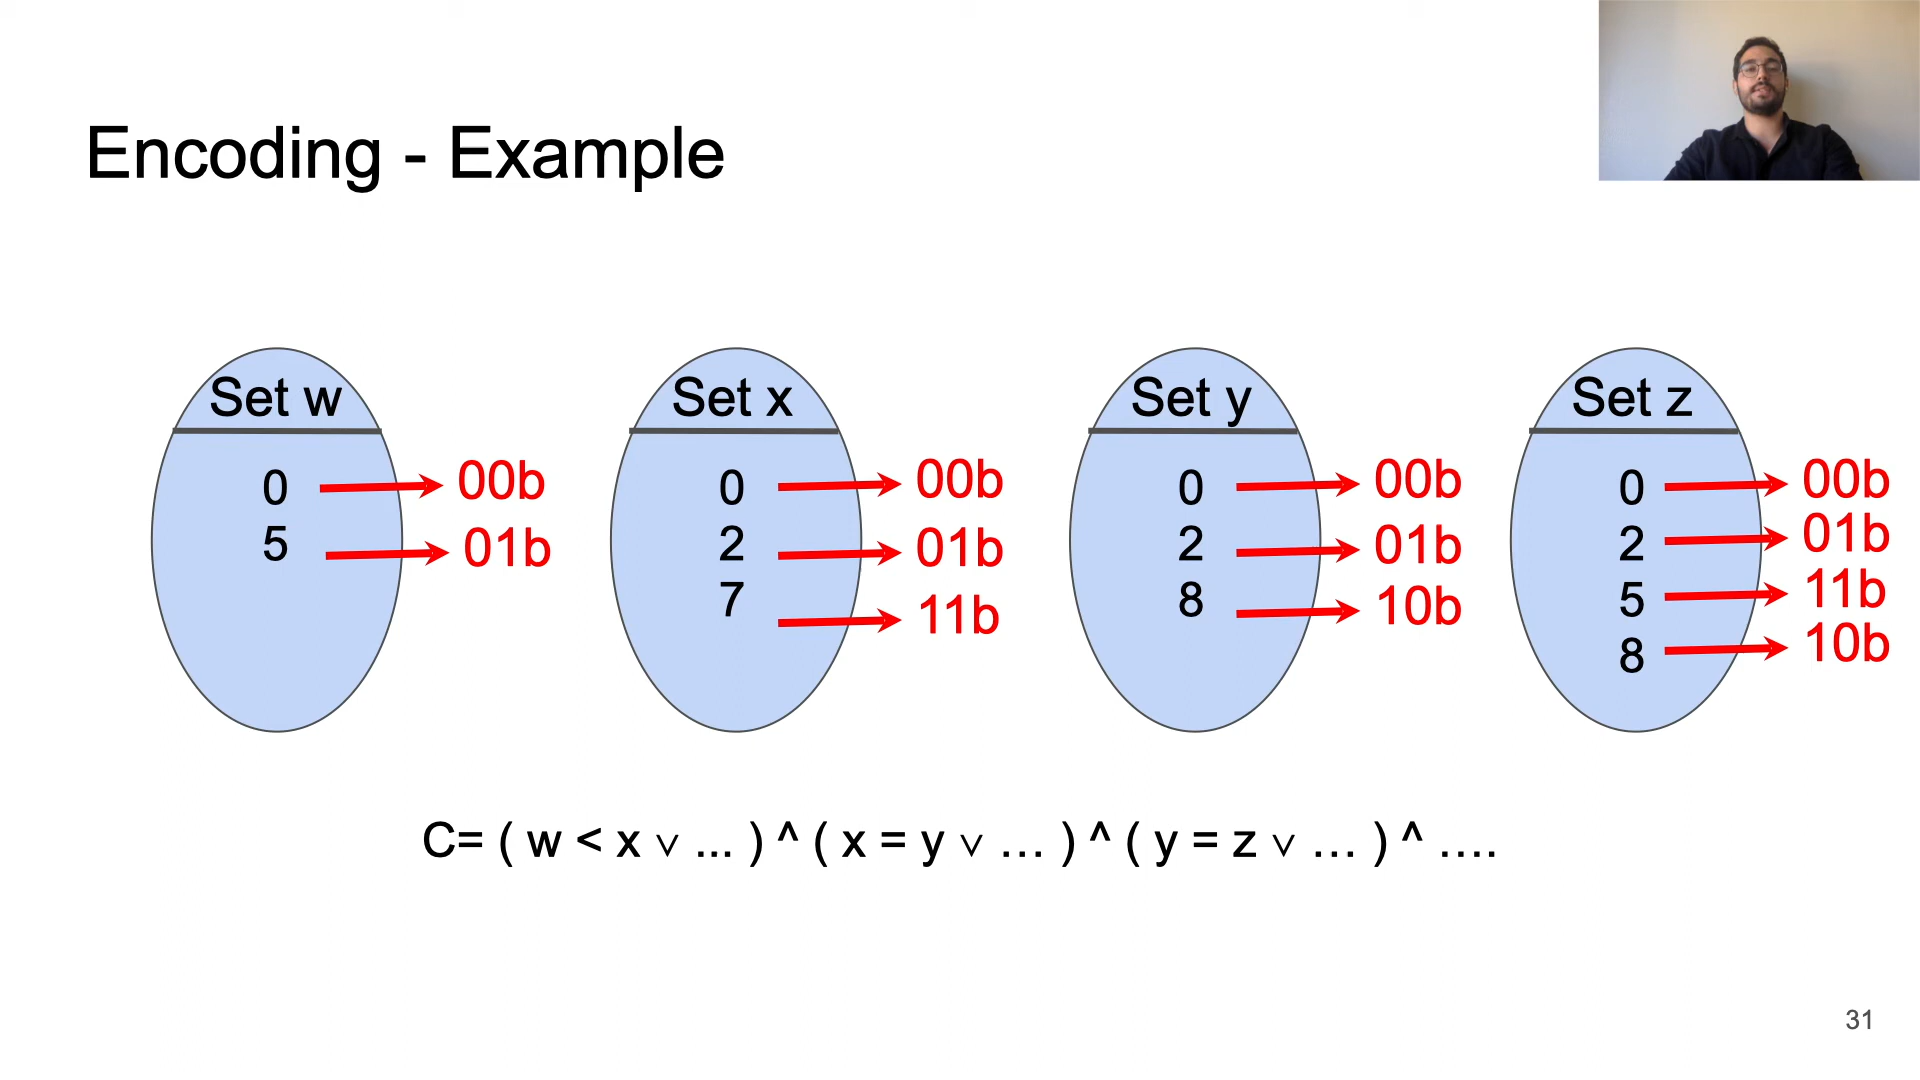 Encoding - Example
Set w
0 00b
5 01b
Set x
0 00b
2 01b
7 11b
Set y
0 00b
2 01b
8 10b
Set z
0 00b
2 01b
5 11b
8 10b
C= ( w < x ∨ ... ) ^ ( x = y ∨ … ) ^ ( y = z ∨ … ) ^ ….
31